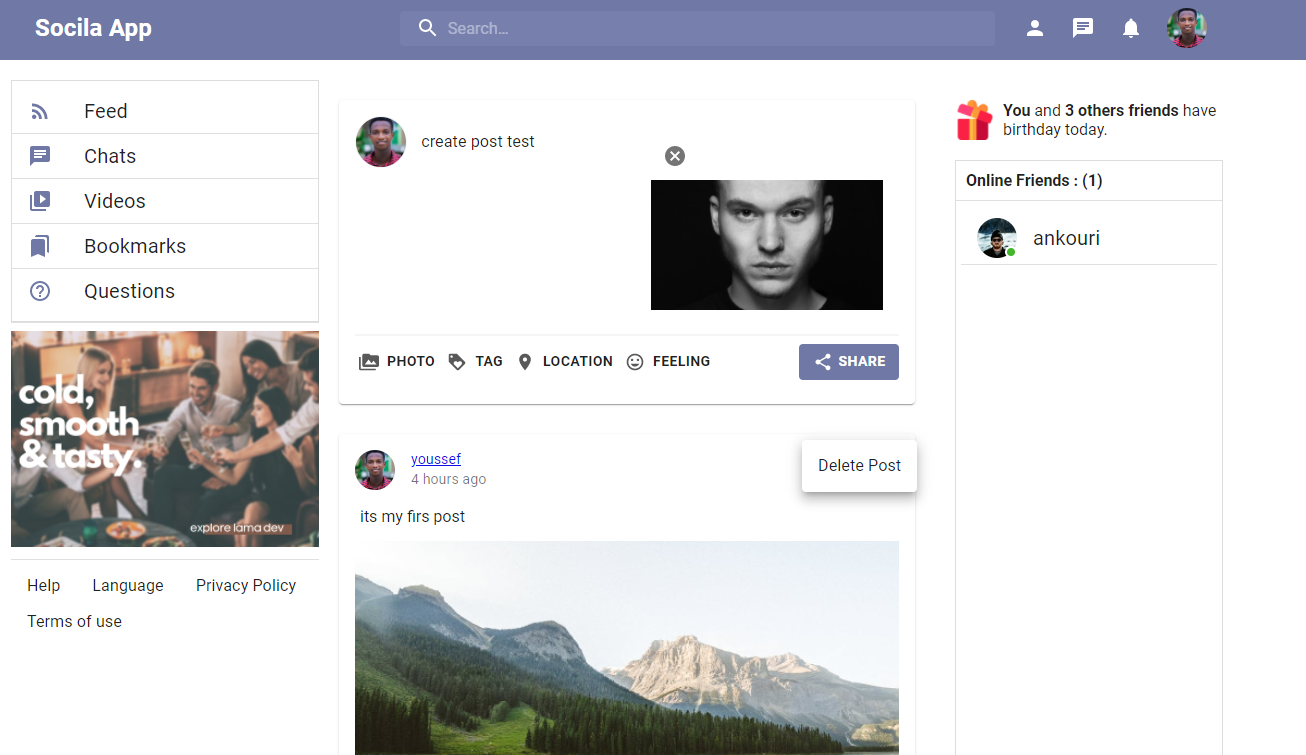 Socila App
Search...
Feed
Chats
Videos
Bookmarks
Questions
cold,
smooth
& tasty.
explore lama dev
Help Language Privacy Policy
Terms of use
create post test
PHOTO TAG LOCATION FEELING SHARE
youssef
4 hours ago
Delete Post
its my firs post
You and 3 others friends have
birthday today.
Online Friends : (1)
ankouri